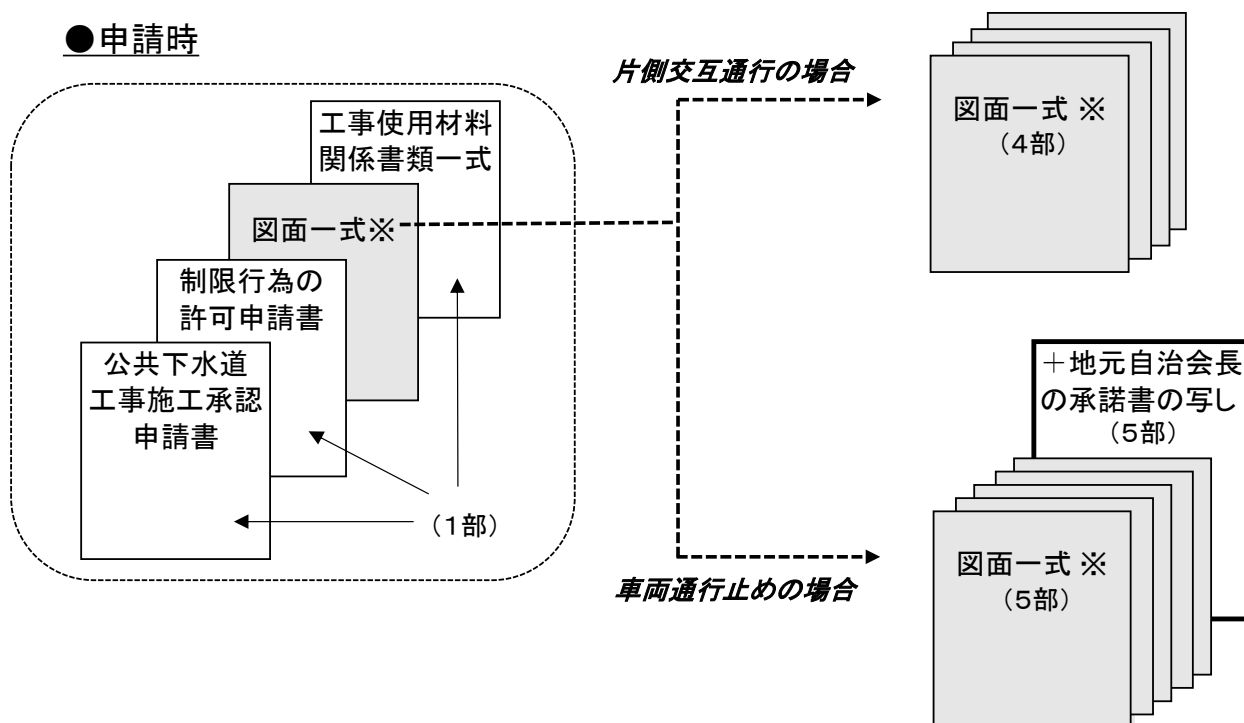 ●申請時
工事使用材料
関係書類一式
図面一式※
制限行為の
許可申請書
公共下水道
工事施工承認
申請書
（１部）
片側交互通行の場合
図面一式 ※
（４部）
車両通行止めの場合
＋地元自治会長
の承諾書の写し
（５部）
図面一式 ※
（５部）